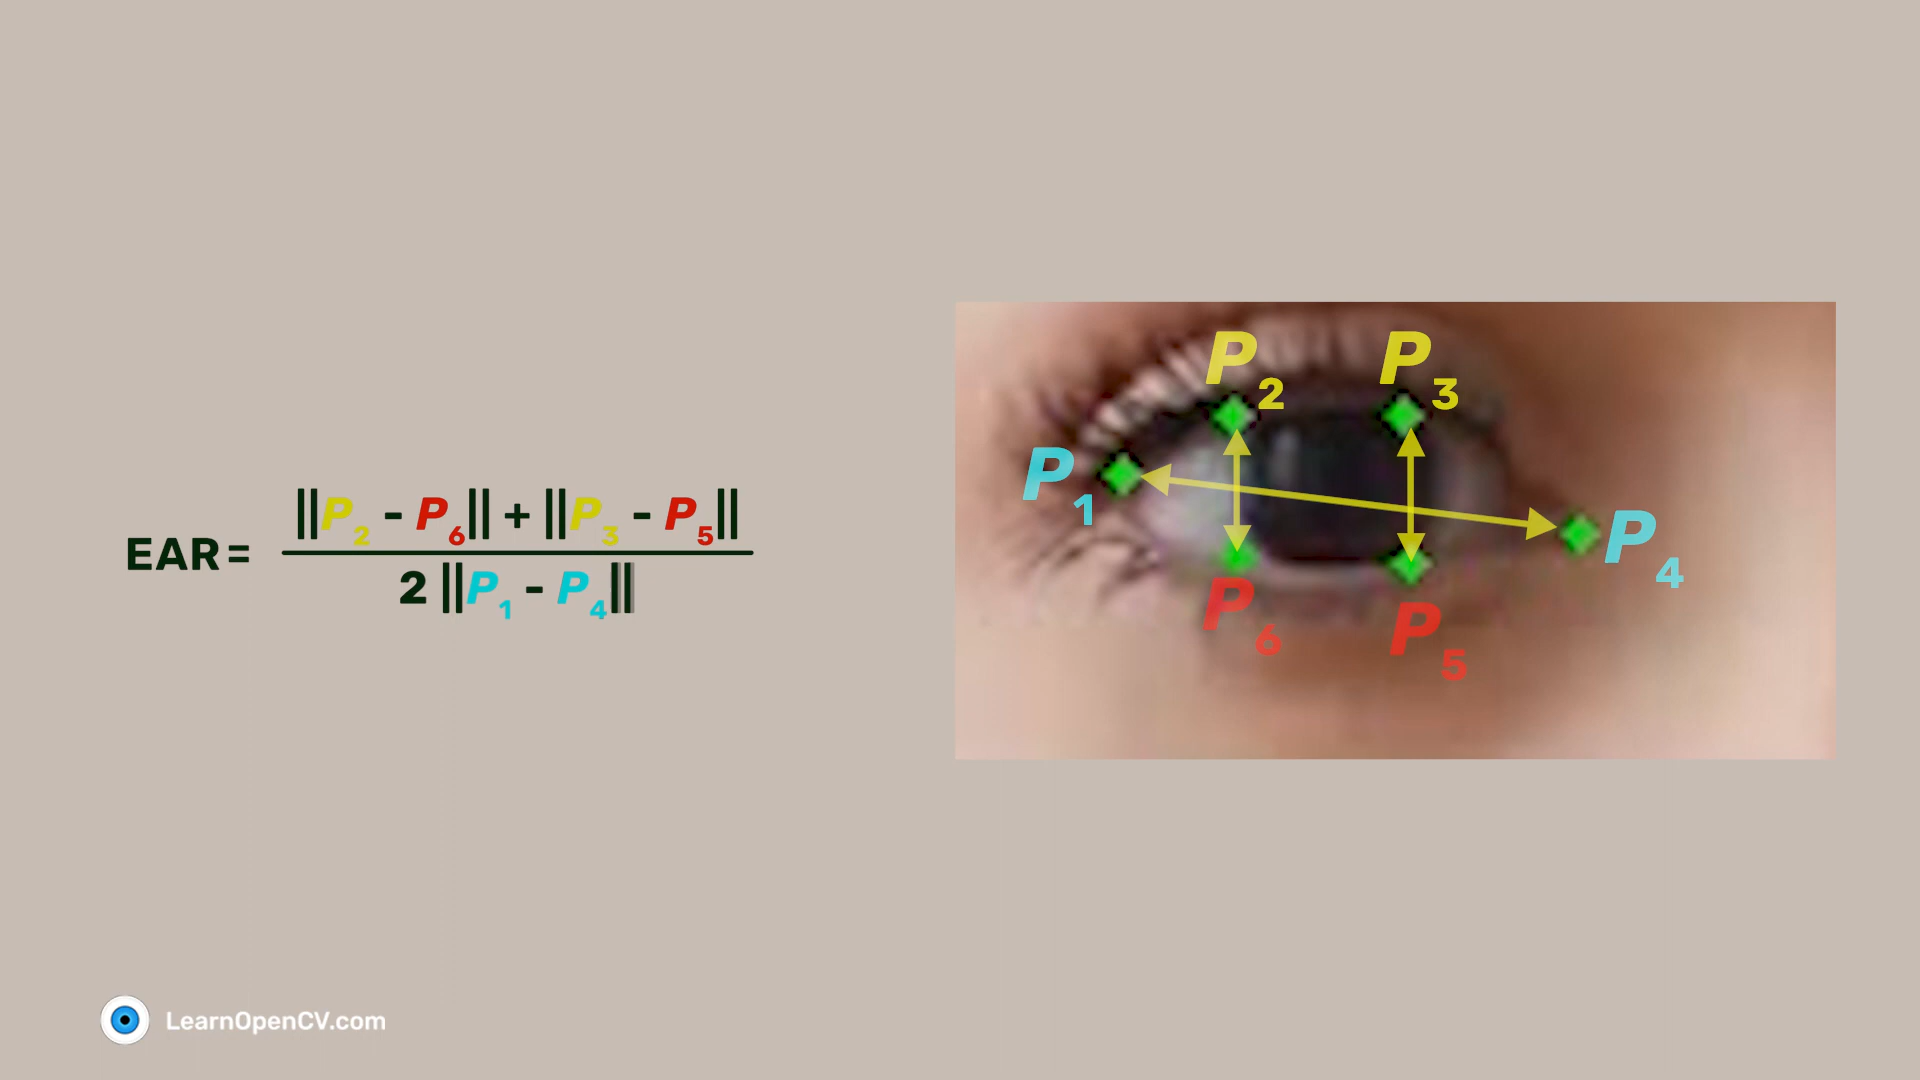 EAR = ||P2 - P6|| + ||P3 - P5||
2 ||P1 - P4||
P2 P3
P1
P4
P6 P5
LearnOpenCV.com